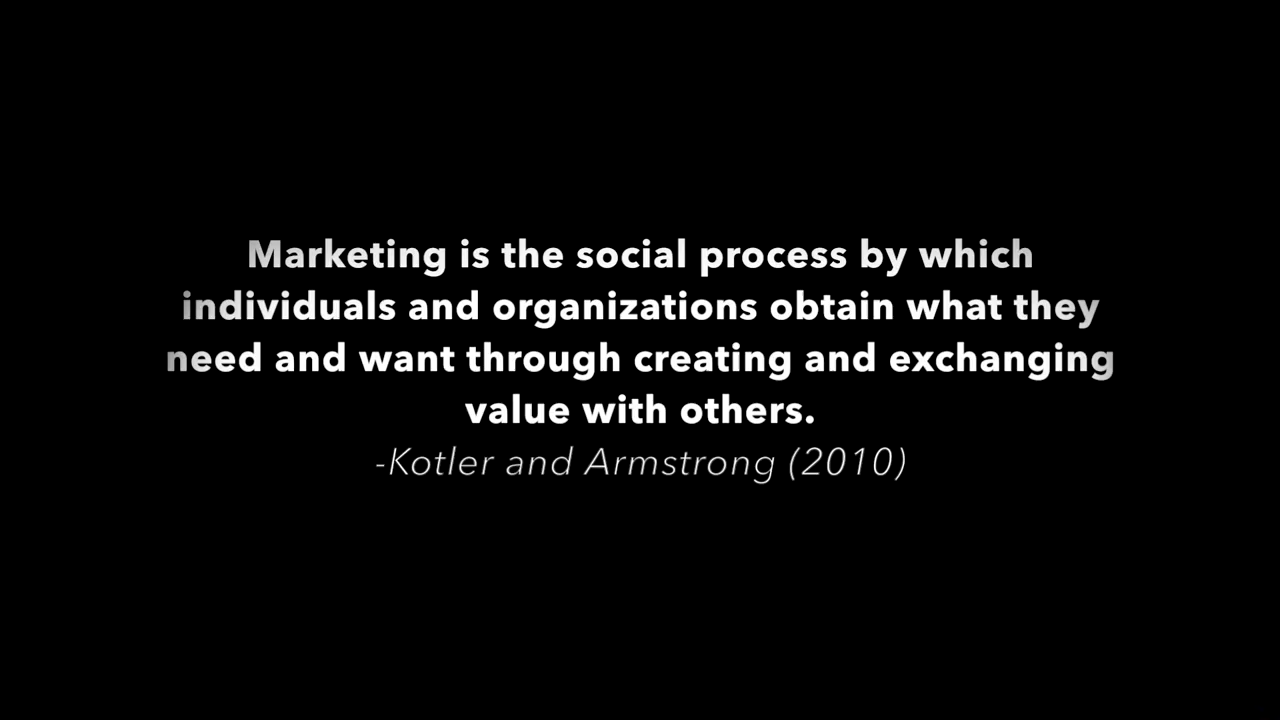 Marketing is the social process by which
individuals and organizations obtain what they
need and want through creating and exchanging
value with others.
-Kotler and Armstrong (2010)